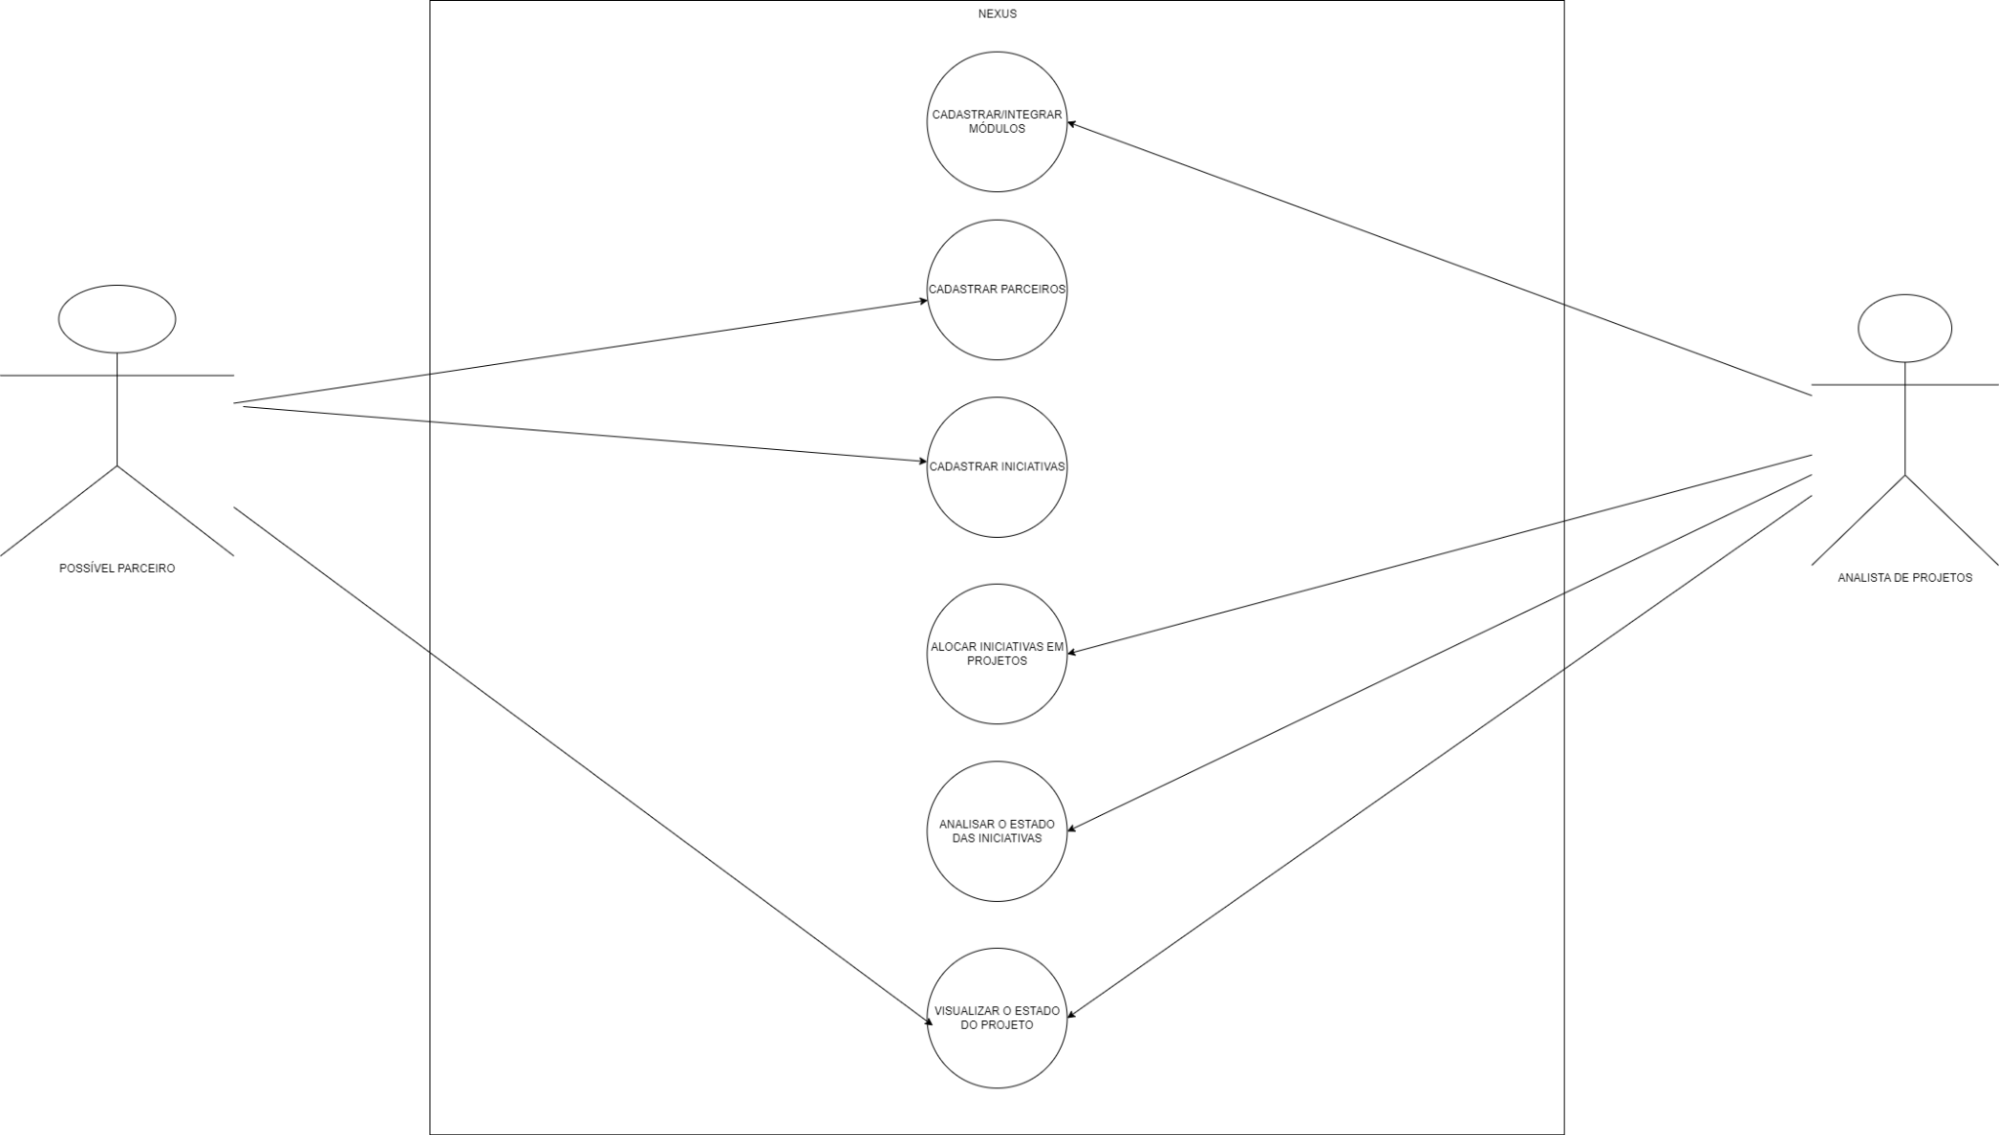 NEXUS
CADASTRAR/INTEGRAR
MÓDULOS
CADASTRAR PARCEIROS
CADASTRAR INICIATIVAS
POSSÍVEL PARCEIRO
ANALISTA DE PROJETOS
ALOCAR INICIATIVAS EM
PROJETOS
ANALISAR O ESTADO
DAS INICIATIVAS
VISUALIZAR O ESTADO
DO PROJETO